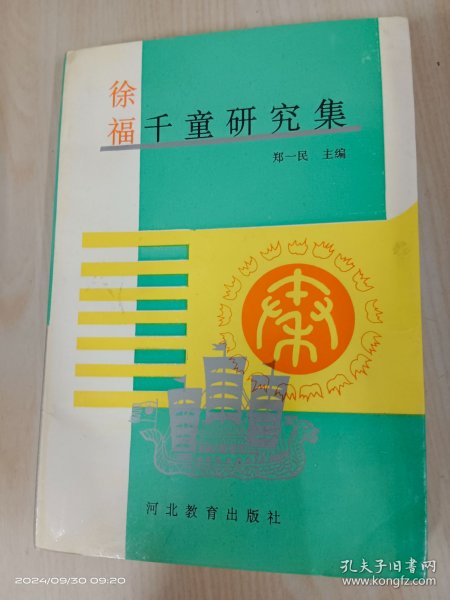 徐福
千童研究集
郑一民 主编
秦
河北教育出版社
2024/09/30 09:20
孔夫子旧书网
www.kongfz.com